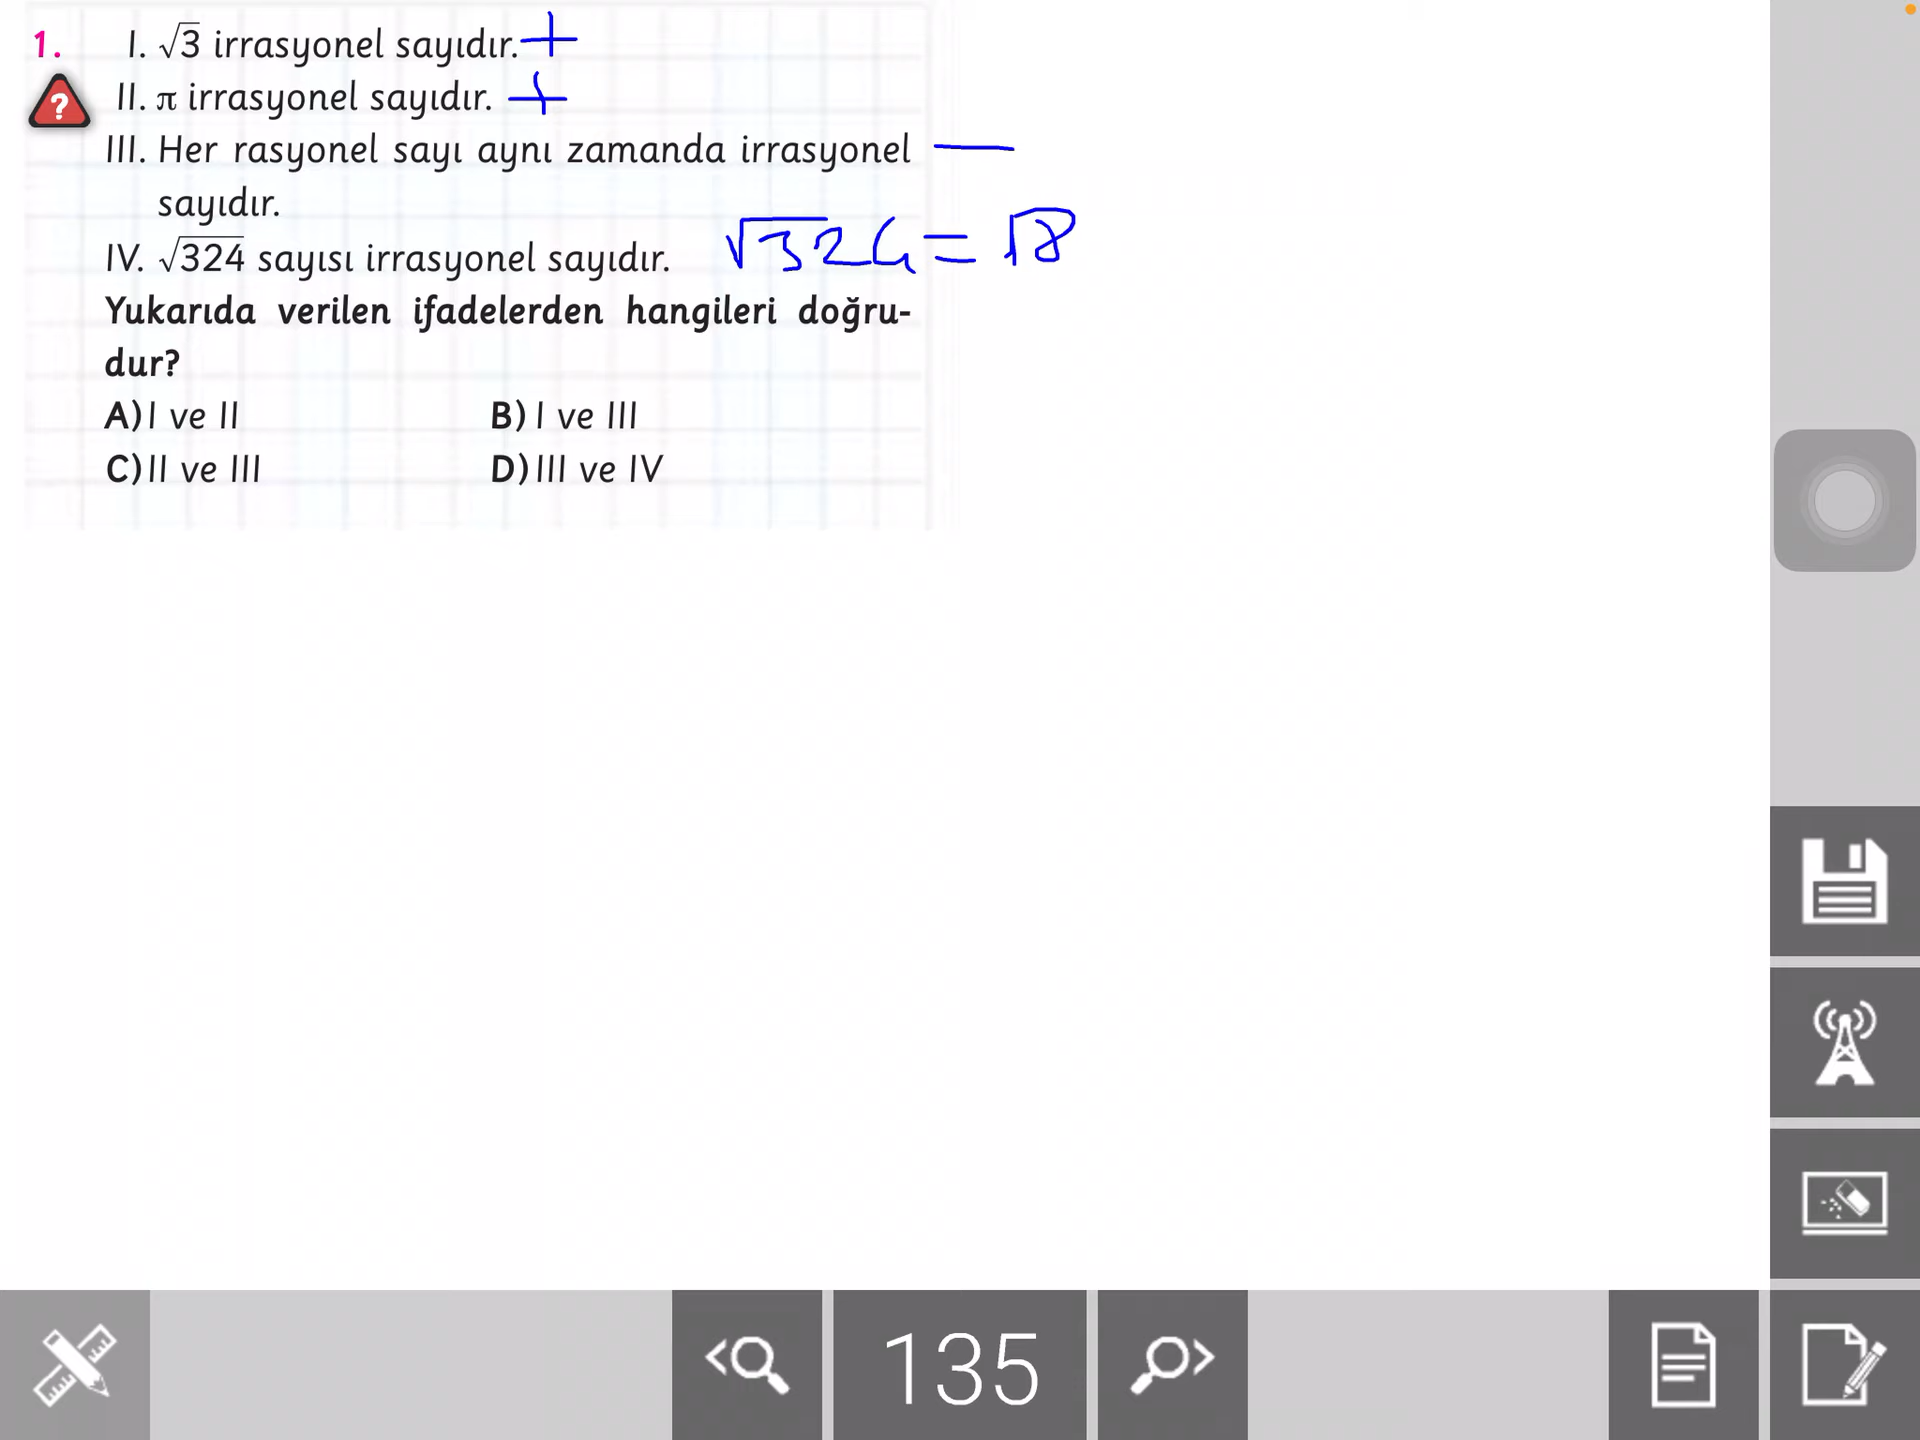 1. I. √3 irrasyonel sayıdır. +
? II. π irrasyonel sayıdır. +
III. Her rasyonel sayı aynı zamanda irrasyonel —
sayıdır.
IV. √324 sayısı irrasyonel sayıdır. √324 = √8
Yukarıda verilen ifadelerden hangileri doğru-
dur?
A) I ve II B) I ve III
C) II ve III D) III ve IV
135